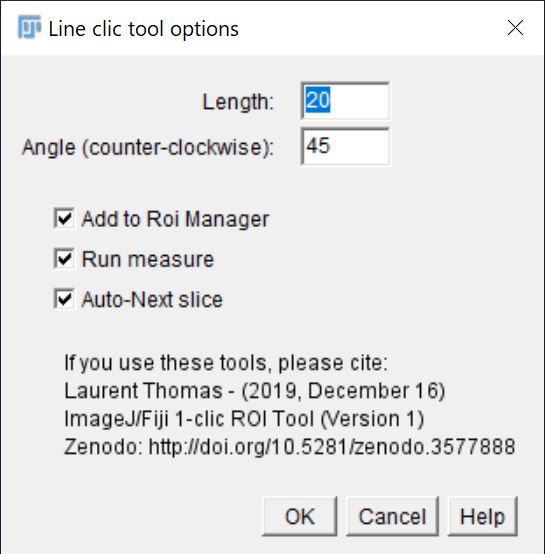 Line clic tool options
Length: 20
Angle (counter-clockwise): 45
Add to Roi Manager
Run measure
Auto-Next slice
If you use these tools, please cite:
Laurent Thomas - (2019, December 16)
ImageJ/Fiji 1-clic ROI Tool (Version 1)
Zenodo: http://doi.org/10.5281/zenodo.3577888
OK Cancel Help